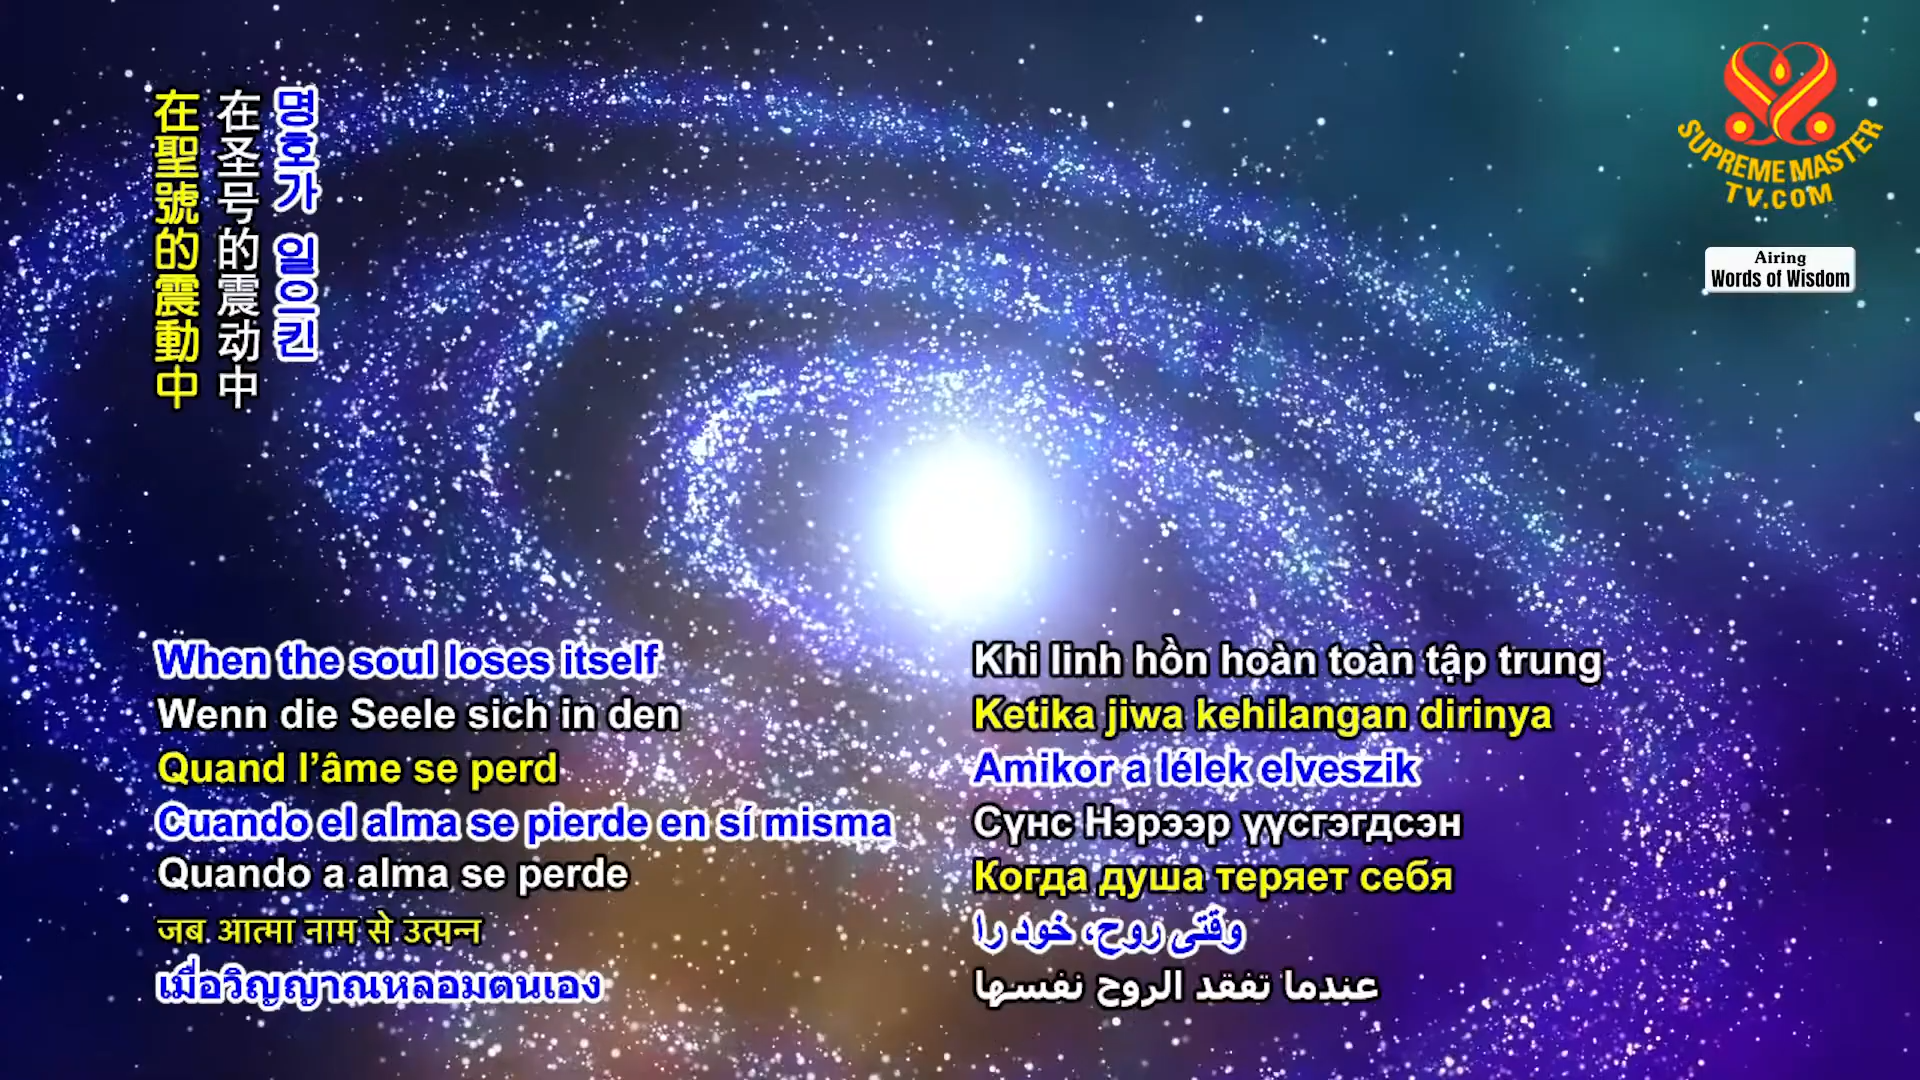 在聖號的震動中
在圣号的震动中
명호가 일으킨
SUPREME MASTER
TV.COM
Airing
Words of Wisdom
When the soul loses itself
Wenn die Seele sich in den
Quand l’âme se perd
Cuando el alma se pierde en sí misma
Quando a alma se perde
जब आत्मा नाम से उत्पन्न
เมื่อวิญญาณหลอมตนเอง
Khi linh hồn hoàn toàn tập trung
Ketika jiwa kehilangan dirinya
Amikor a lélek elveszik
Сүнс Нэрээр үүсгэгдсэн
Когда душа теряет себя
وقتی روح، خود را
عندما تفقد الروح نفسها